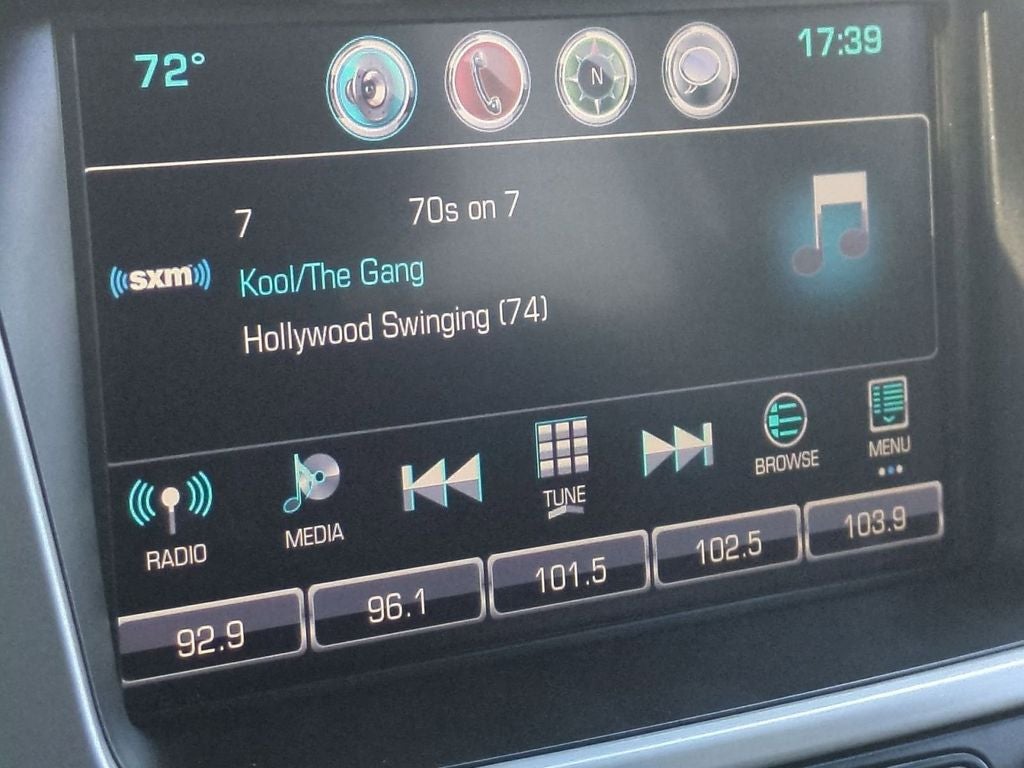 72°
N
17:39
7 70s on 7
sxm
Kool/The Gang
Hollywood Swinging (74)
RADIO
MEDIA
TUNE
BROWSE
MENU
92.9
96.1
101.5
102.5
103.9